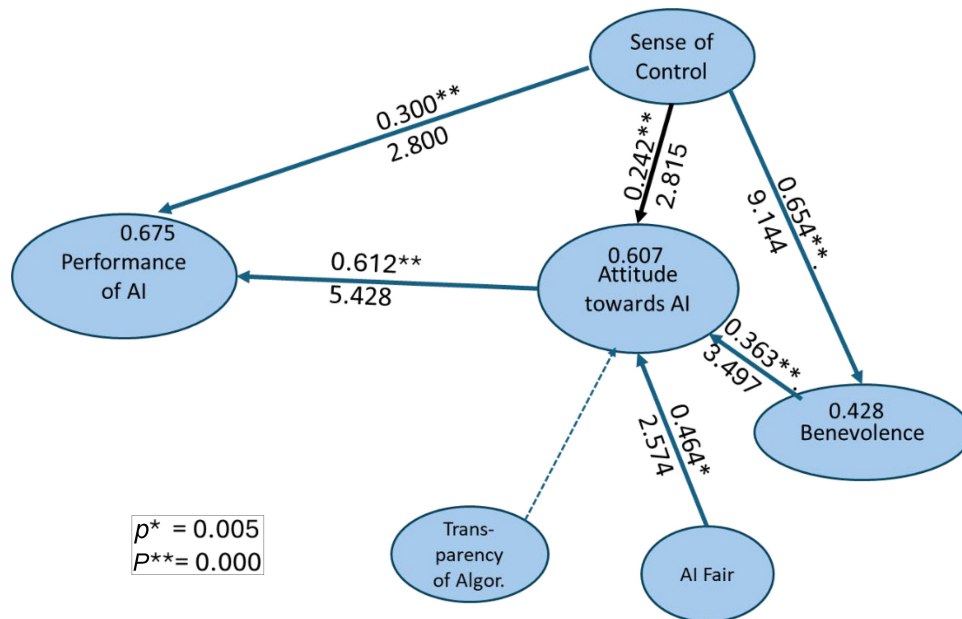 Sense of
Control
0.300**
2.800
0.242**
2.815
0.654**.
9.144
0.675
Performance
of AI
0.612**
5.428
0.607
Attitude
towards AI
0.363**.
3.497
0.428
Benevolence
0.464*
2.574
Trans-
parency
of Algor.
AI Fair
p* = 0.005
P**= 0.000